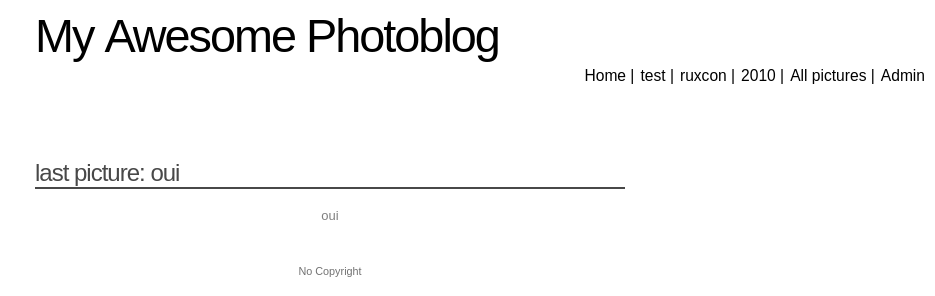 My Awesome Photoblog
Home | test | ruxcon | 2010 | All pictures | Admin
last picture: oui
oui
No Copyright